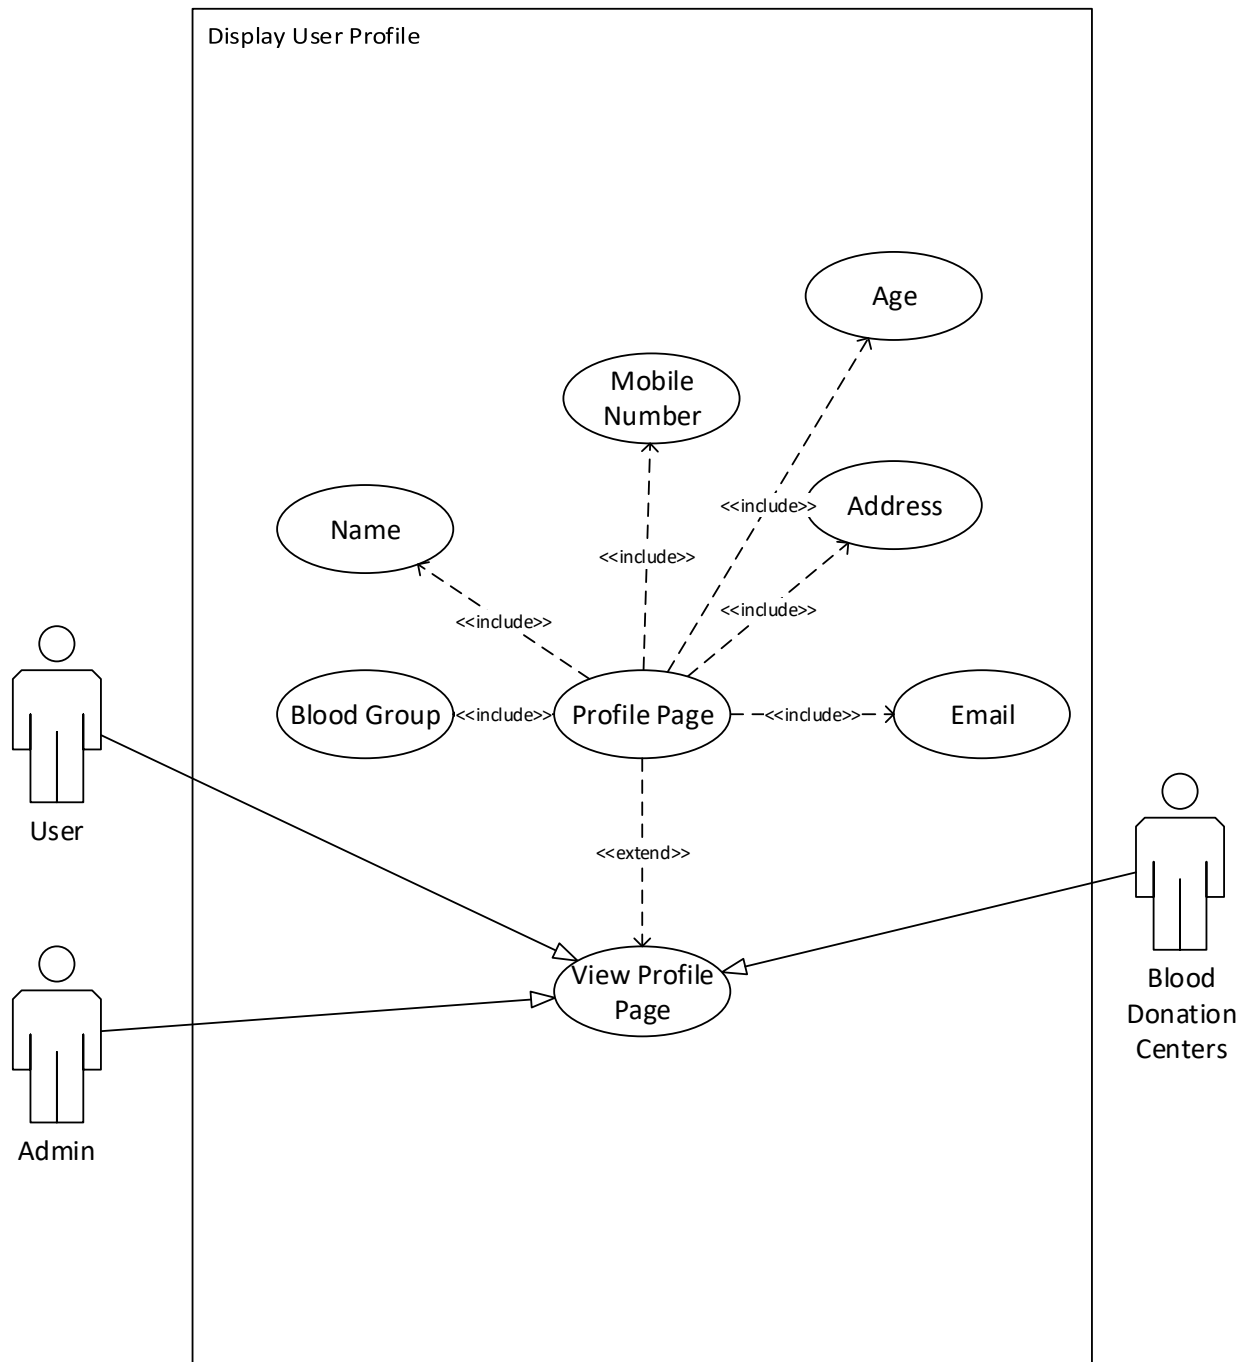 Display User Profile
Age
Mobile
Number
<<include>>
Address
Name
<<include>>
<<include>>
<<include>>
Blood Group
<<include>>
Profile Page
<<include>>
Email
User
<<extend>>
View Profile
Page
Blood
Donation
Centers
Admin